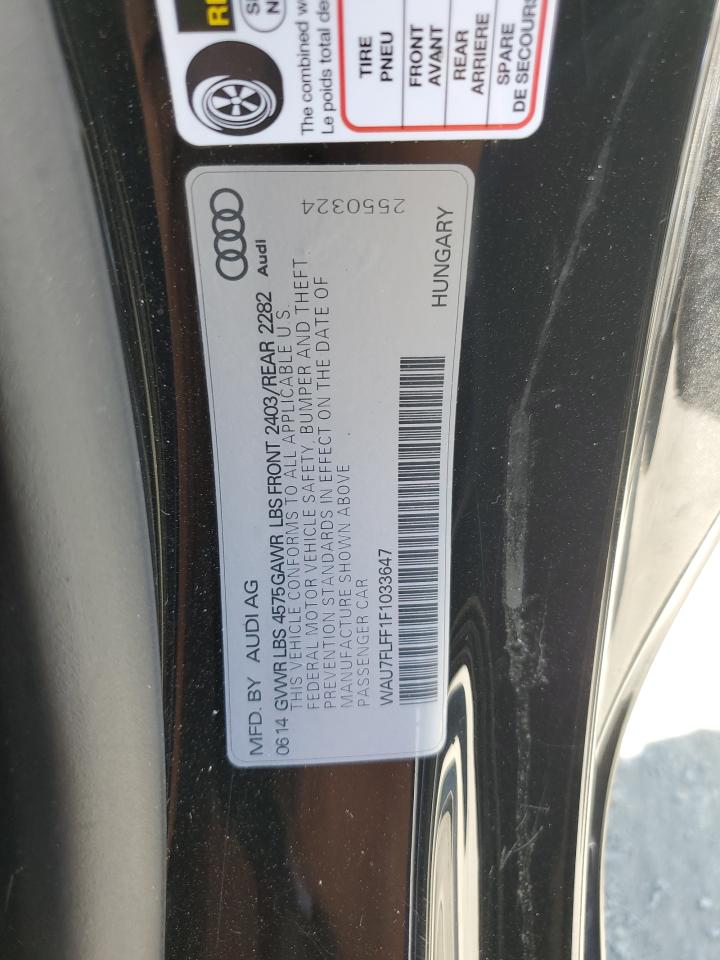 RE
The combined w
Le poids total de
TIRE
PNEU
FRONT
AVANT
REAR
ARRIERE
SPARE
DE SECOURS
Audi
2550324
MFD. BY AUDI AG
0614 GVWR LBS 4575 GAWR LBS FRONT 2403/REAR 2282
THIS VEHICLE CONFORMS TO ALL APPLICABLE U.S.
FEDERAL MOTOR VEHICLE SAFETY, BUMPER AND THEFT
PREVENTION STANDARDS IN EFFECT ON THE DATE OF
MANUFACTURE SHOWN ABOVE
PASSENGER CAR
HUNGARY
WAU7FLFF1F1033647